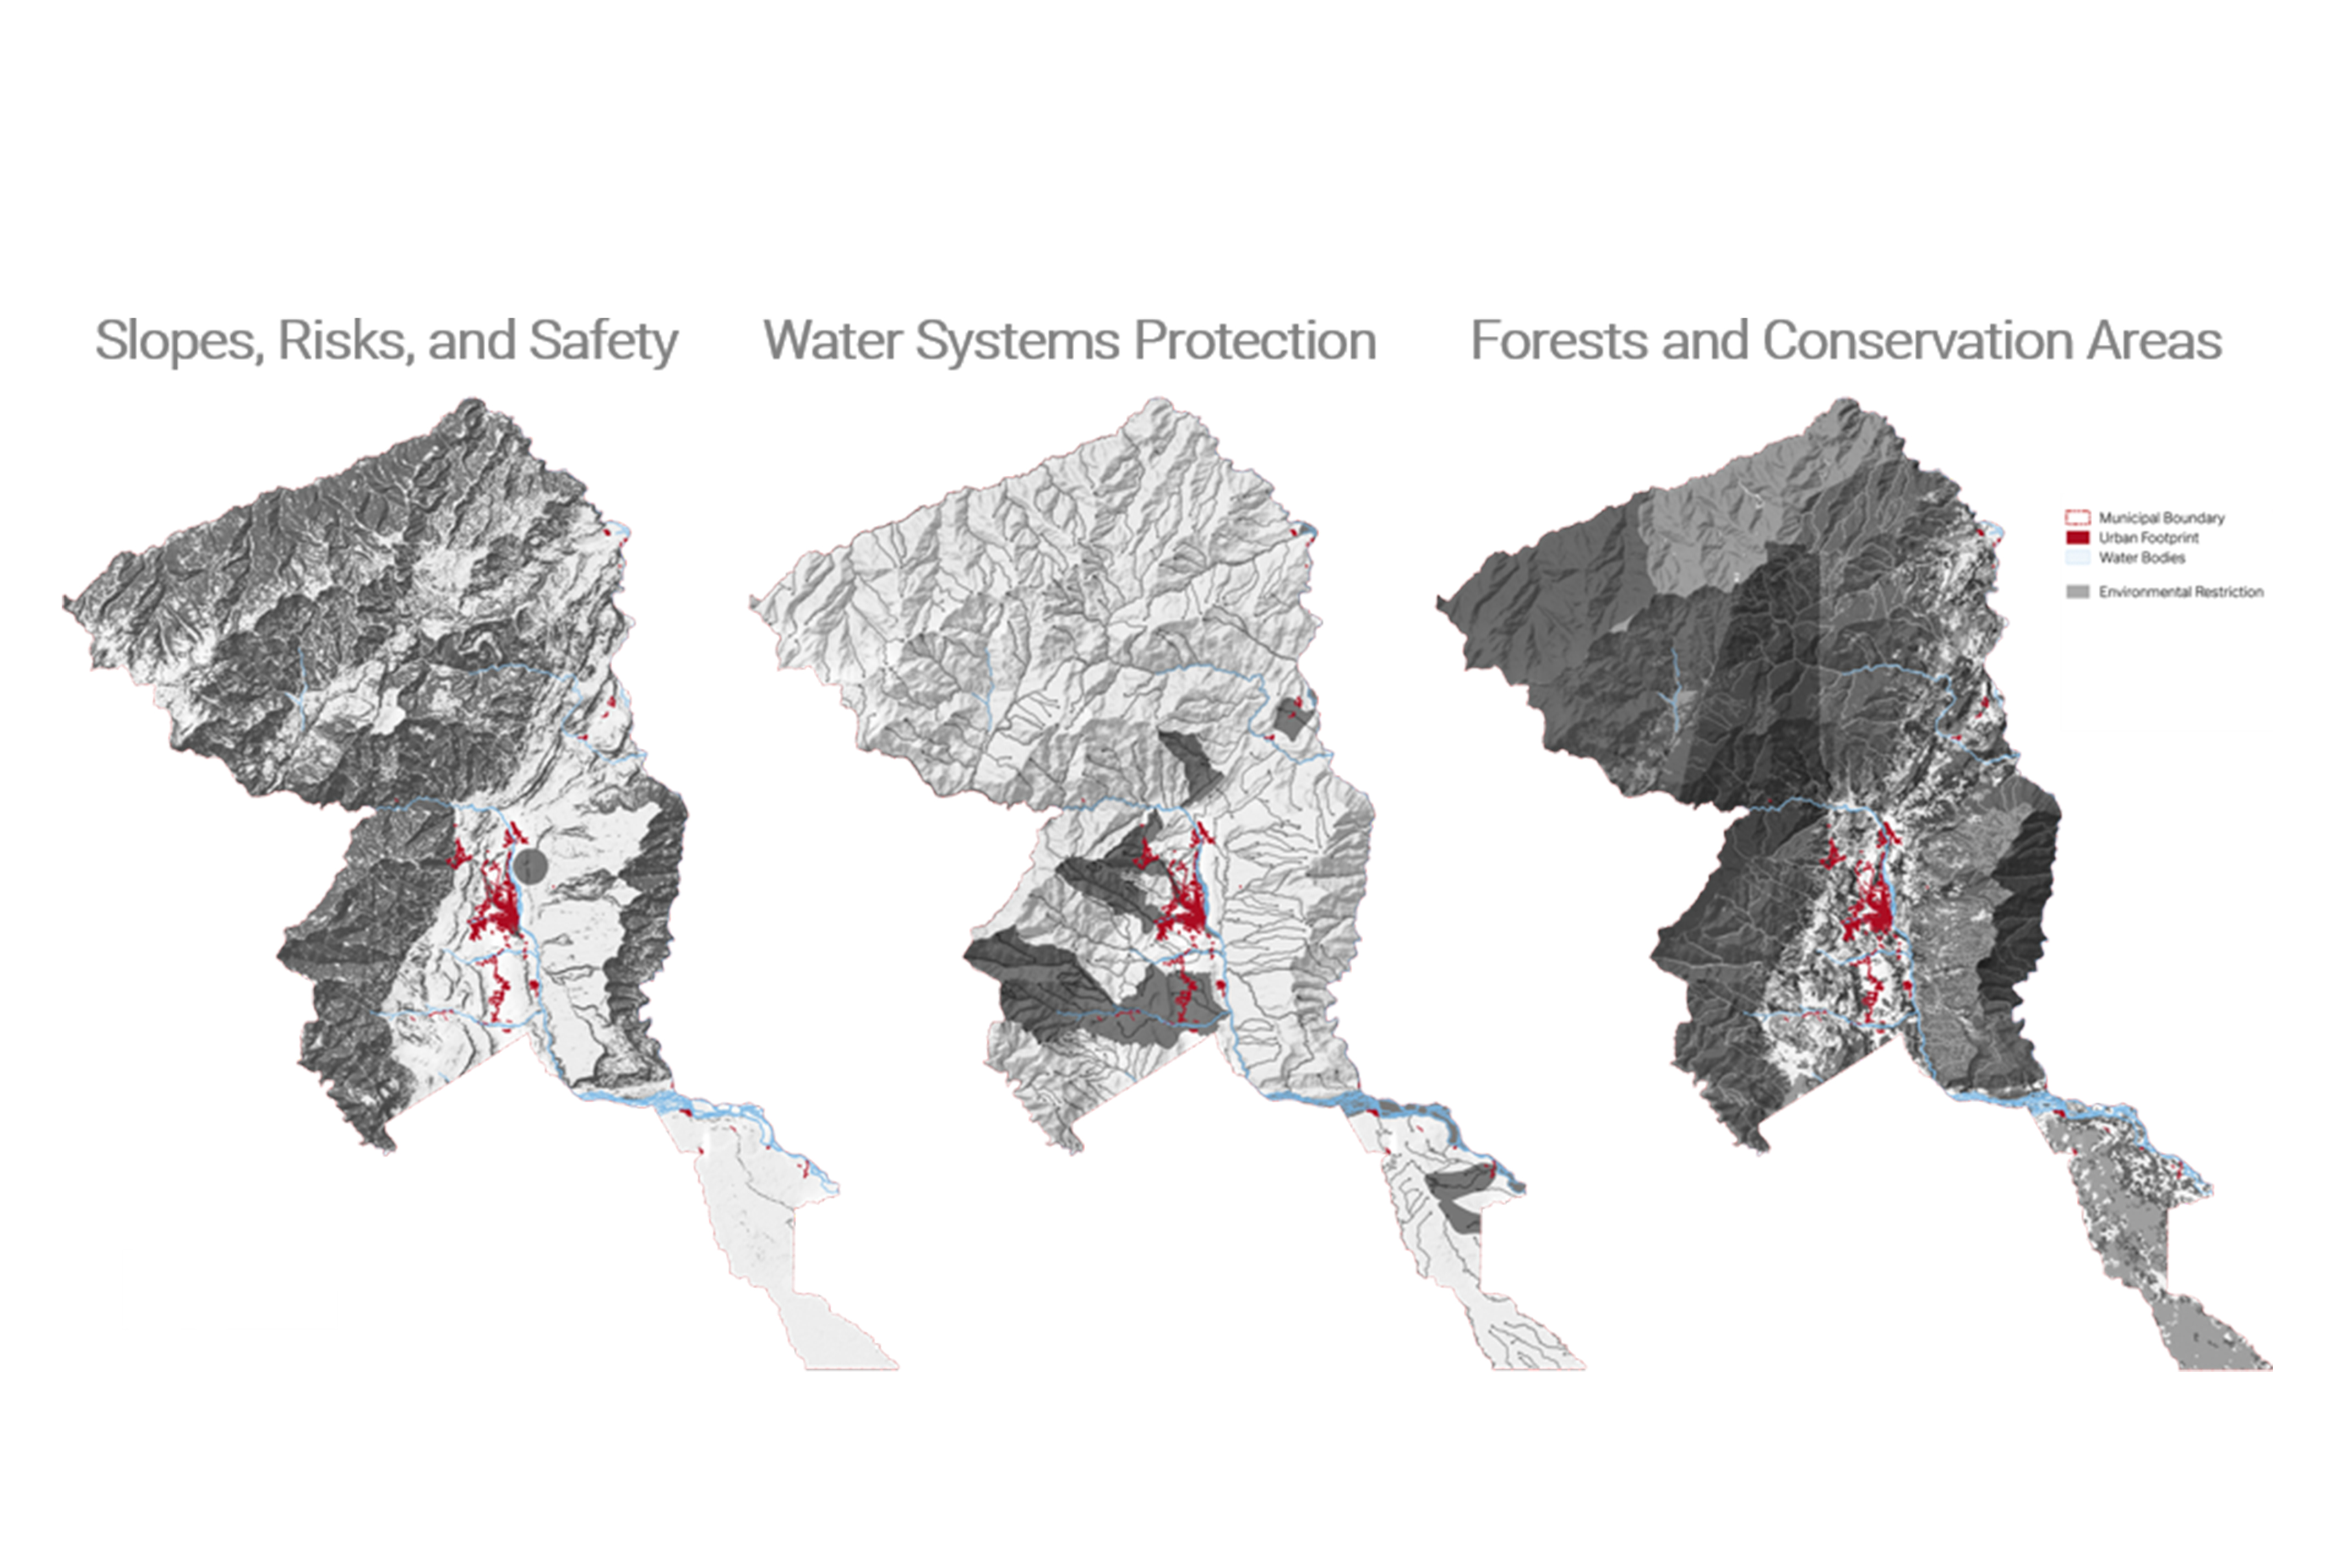 Slopes, Risks, and Safety
Water Systems Protection
Forests and Conservation Areas
Municipal Boundary
Urban Footprint
Water Bodies
Environmental Restriction